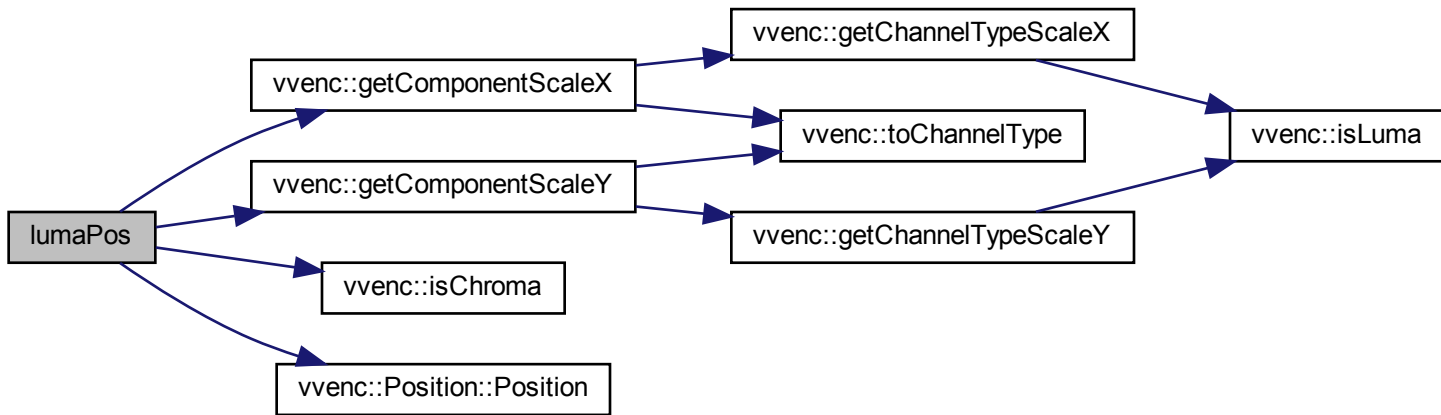 lumaPos
vvenc::getComponentScaleX
vvenc::getComponentScaleY
vvenc::isChroma
vvenc::Position::Position
vvenc::getChannelTypeScaleX
vvenc::toChannelType
vvenc::getChannelTypeScaleY
vvenc::isLuma